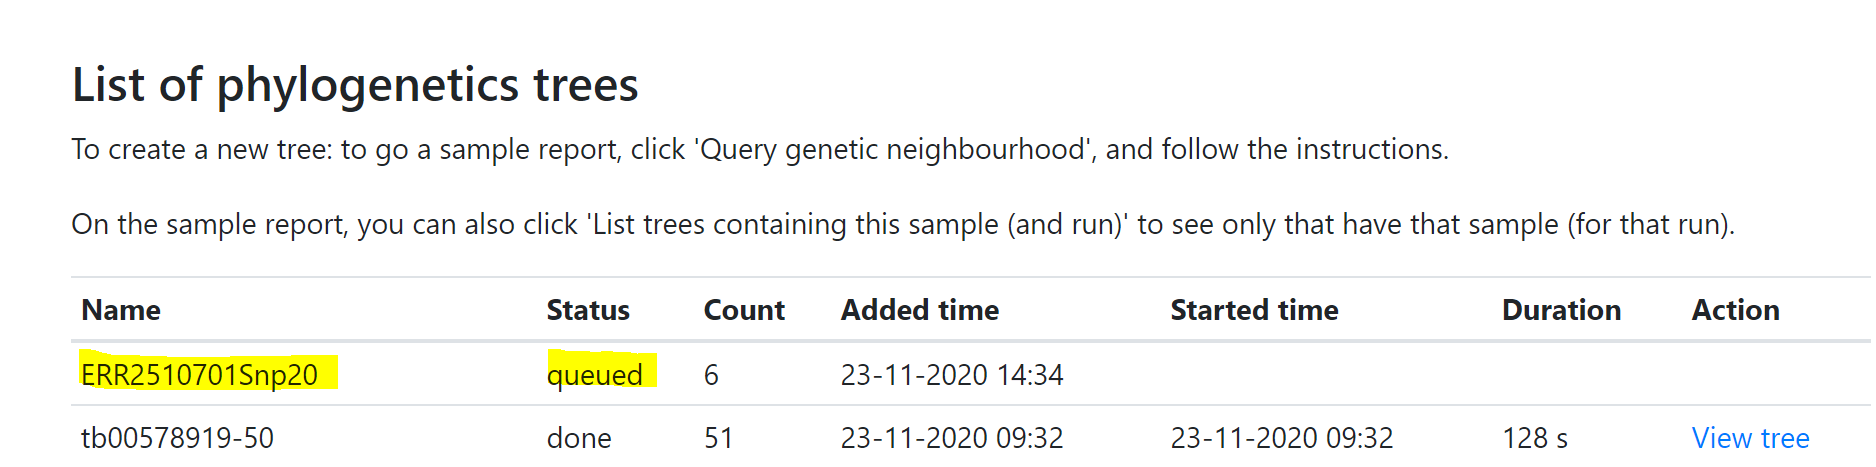 List of phylogenetics trees
To create a new tree: to go a sample report, click 'Query genetic neighbourhood', and follow the instructions.
On the sample report, you can also click 'List trees containing this sample (and run)' to see only that have that sample (for that run).
Name Status Count Added time Started time Duration Action
ERR2510701Snp20 queued 6 23-11-2020 14:34
tb00578919-50 done 51 23-11-2020 09:32 23-11-2020 09:32 128 s View tree